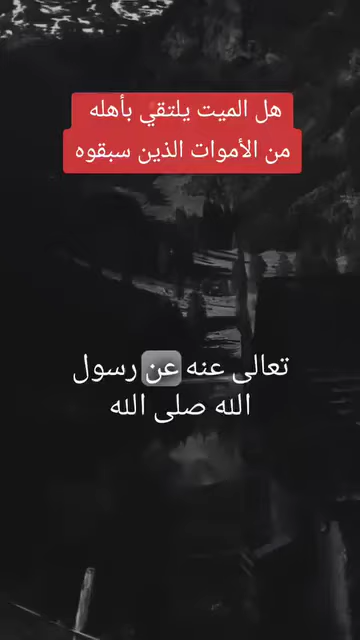 هل الميت يلتقي بأهله
من الأموات الذين سبقوه
تعالى عنه عن رسول
الله صلى الله